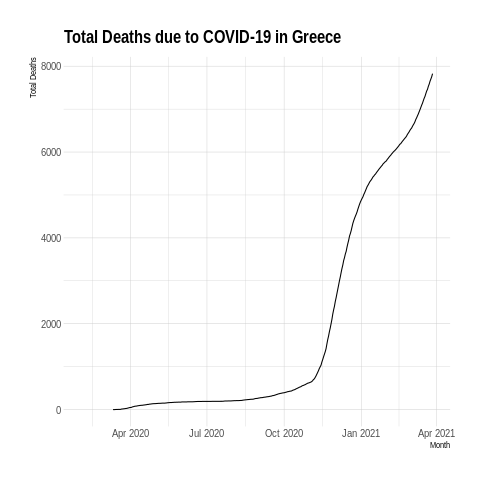 Total Deaths due to COVID-19 in Greece
Total Deaths
8000
6000
4000
2000
0
Apr 2020 Jul 2020 Oct 2020 Jan 2021 Apr 2021
Month